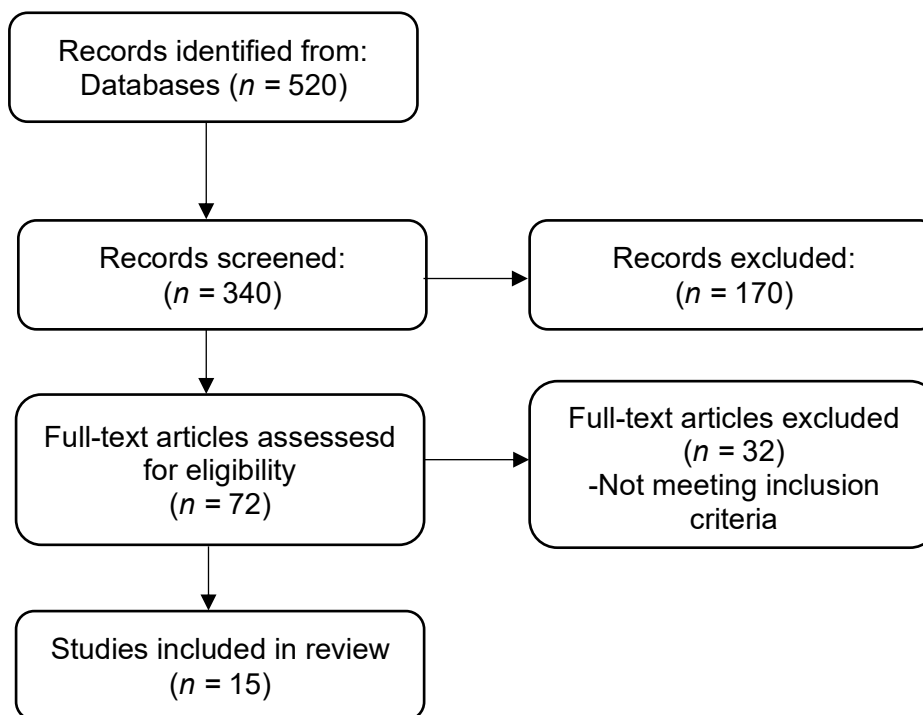 Records identified from:
Databases (n = 520)
Records screened:
(n = 340)
Records excluded:
(n = 170)
Full-text articles assessesd
for eligibility
(n = 72)
Full-text articles excluded
(n = 32)
-Not meeting inclusion
criteria
Studies included in review
(n = 15)